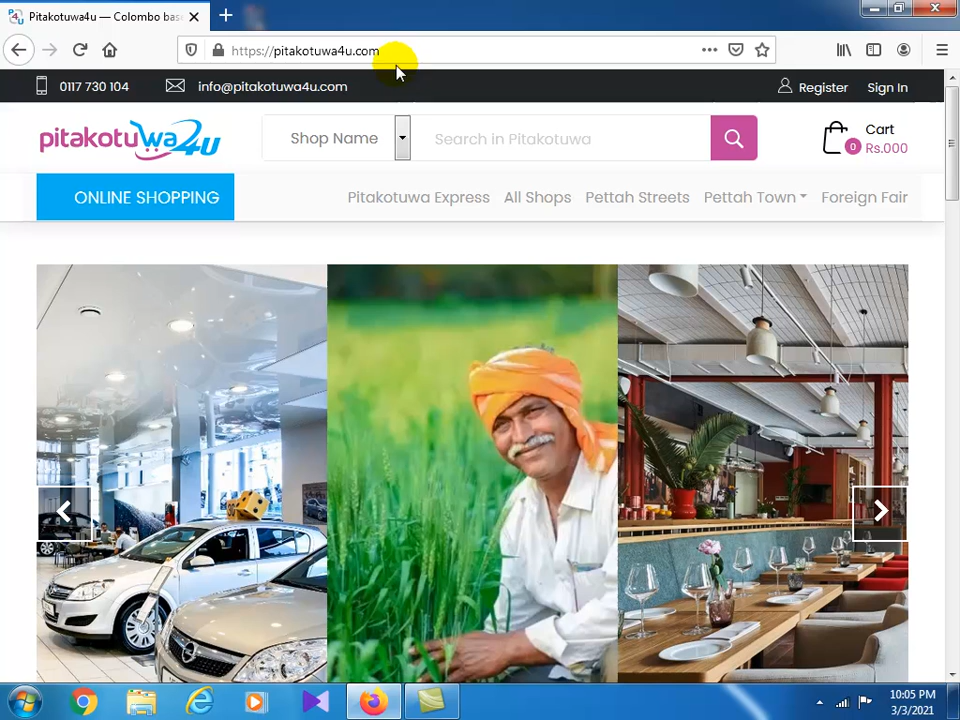 Pitakotuwa4u — Colombo bas
https://pitakotuwa4u.com
0117 730 104
info@pitakotuwa4u.com
Register
Sign In
pitakotuwa4u
Shop Name
Search in Pitakotuwa
Cart
0 Rs.000
ONLINE SHOPPING
Pitakotuwa Express
All Shops
Pettah Streets
Pettah Town
Foreign Fair
10:05 PM
3/3/2021